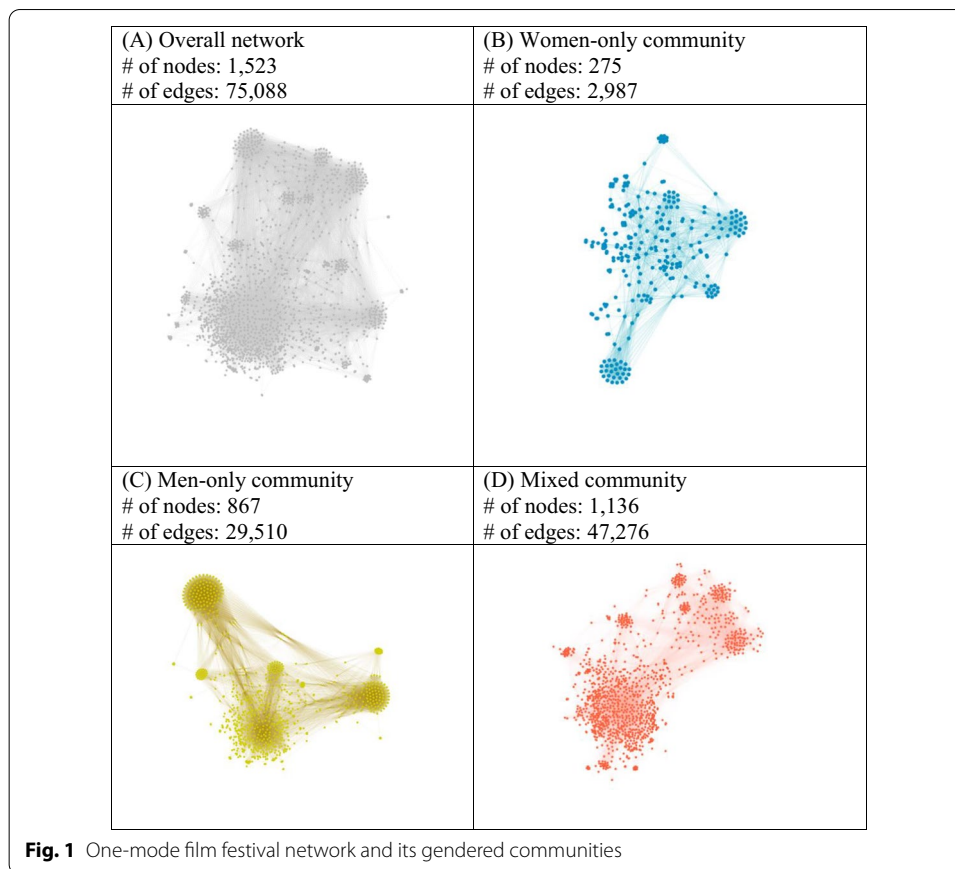 (A) Overall network
# of nodes: 1,523
# of edges: 75,088
(B) Women-only community
# of nodes: 275
# of edges: 2,987
(C) Men-only community
# of nodes: 867
# of edges: 29,510
(D) Mixed community
# of nodes: 1,136
# of edges: 47,276
Fig. 1 One-mode film festival network and its gendered communities